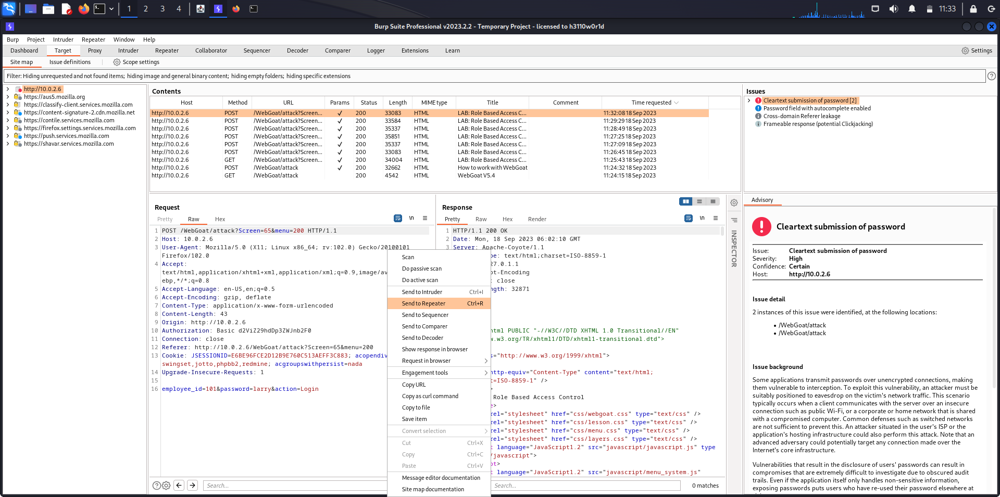 1 2 3 4
11:33
Burp Suite Professional v2023.2.2 - Temporary Project - licensed to h3110w0r1d
Burp Project Intruder Repeater Window Help
Dashboard Target Proxy Intruder Repeater Collaborator Sequencer Decoder Comparer Logger Extensions Learn Settings
Site map Issue definitions Scope settings
Filter: Hiding unrequested and not found items; hiding image and general binary content; hiding empty folders; hiding specific extensions
http://10.0.2.6
https://aus5.mozilla.org
https://classify-client.services.mozilla.com
https://content-signature-2.cdn.mozilla.net
https://contile.services.mozilla.com
https://firefox.settings.services.mozilla.com
https://push.services.mozilla.com
https://shavar.services.mozilla.com
Contents
Host Method URL Params Status Length MIME type Title Comment Time requested
http://10.0.2.6 POST /WebGoat/attack?Screen... ✓ 200 33083 HTML LAB: Role Based Access C... 11:32:08 18 Sep 2023
http://10.0.2.6 POST /WebGoat/attack?Screen... ✓ 200 33584 HTML LAB: Role Based Access C... 11:29:29 18 Sep 2023
http://10.0.2.6 POST /WebGoat/attack?Screen... ✓ 200 35337 HTML LAB: Role Based Access C... 11:28:49 18 Sep 2023
http://10.0.2.6 POST /WebGoat/attack?Screen... ✓ 200 35851 HTML LAB: Role Based Access C... 11:27:25 18 Sep 2023
http://10.0.2.6 POST /WebGoat/attack?Screen... ✓ 200 35337 HTML LAB: Role Based Access C... 11:27:09 18 Sep 2023
http://10.0.2.6 POST /WebGoat/attack?Screen... ✓ 200 33083 HTML LAB: Role Based Access C... 11:26:45 18 Sep 2023
http://10.0.2.6 GET /WebGoat/attack?Screen... ✓ 200 34004 HTML LAB: Role Based Access C... 11:25:43 18 Sep 2023
http://10.0.2.6 POST /WebGoat/attack ✓ 200 32662 HTML How to work with WebGoat 11:24:32 18 Sep 2023
http://10.0.2.6 GET /WebGoat/attack 200 4542 HTML WebGoat V5.4 11:24:15 18 Sep 2023
Issues
Cleartext submission of password [2]
Password field with autocomplete enabled
Cross-domain Referer leakage
Frameable response (potential Clickjacking)
Request
Pretty Raw Hex \n
1 POST /WebGoat/attack?Screen=65&menu=200 HTTP/1.1
2 Host: 10.0.2.6
3 User-Agent: Mozilla/5.0 (X11; Linux x86_64; rv:102.0) Gecko/20100101
Firefox/102.0
4 Accept:
text/html,application/xhtml+xml,application/xml;q=0.9,image/av
ebp,*/*;q=0.8
5 Accept-Language: en-US,en;q=0.5
6 Accept-Encoding: gzip, deflate
7 Content-Type: application/x-www-form-urlencoded
8 Content-Length: 43
9 Origin: http://10.0.2.6
10 Authorization: Basic d2ViZ29hdDp3ZWJnb2F0
11 Connection: close
12 Referer: http://10.0.2.6/WebGoat/attack?Screen=65&menu=200
13 Cookie: JSESSIONID=E6BE96FCE2D12B9E760C513AEFF3C883; acopendiv
swingset,jotto,phpbb2,redmine; acgroupswithpersist=nada
14 Upgrade-Insecure-Requests: 1
15
16 employee_id=101&password=larry&action=Login
Search...
Scan
Do passive scan
Do active scan
Send to Intruder Ctrl+I
Send to Repeater Ctrl+R
Send to Sequencer
Send to Comparer
Send to Decoder
Show response in browser
Request in browser
Engagement tools
Copy URL
Copy as curl command
Copy to file
Save item
Convert selection
Cut Ctrl+X
Copy Ctrl+C
Paste Ctrl+V
Message editor documentation
Site map documentation
Response
Pretty Raw Hex Render \n
1 HTTP/1.1 200 OK
2 Date: Mon, 18 Sep 2023 06:02:10 GMT
3 Server: Apache-Coyote/1.1
pe: text/html;charset=ISO-8859-1
27.0.1.1
pt-Encoding
: close
ngth: 32871
html PUBLIC "-//W3C//DTD XHTML 1.0 Transitional//EN"
w.w3.org/TR/xhtml1/DTD/xhtml1-transitional.dtd">
s="http://www.w3.org/1999/xhtml">
http-equiv="Content-Type" content="text/html;
t=ISO-8859-1" />
>
Role Based Access Control
e>
rel="stylesheet" href="css/webgoat.css" type="text/css" />
rel="stylesheet" href="css/lesson.css" type="text/css" />
rel="stylesheet" href="css/menu.css" type="text/css" />
rel="stylesheet" href="css/layers.css" type="text/css" />
t language="JavaScript1.2" src="javascript/javascript.js" type
/javascript">
pt>
t language="JavaScript1.2" src="javascript/menu_system.js"
Search... 0 matches
INSPECTOR
Advisory
Cleartext submission of password
Issue: Cleartext submission of password
Severity: High
Confidence: Certain
Host: http://10.0.2.6
Issue detail
2 instances of this issue were identified, at the following locations:
• /WebGoat/attack
• /WebGoat/attack
Issue background
Some applications transmit passwords over unencrypted connections, making
them vulnerable to interception. To exploit this vulnerability, an attacker must be
suitably positioned to eavesdrop on the victim's network traffic. This scenario
typically occurs when a client communicates with the server over an insecure
connection such as public Wi-Fi, or a corporate or home network that is shared
with a compromised computer. Common defenses such as switched networks
are not sufficient to prevent this. An attacker situated in the user's ISP or the
application's hosting infrastructure could also perform this attack. Note that an
advanced adversary could potentially target any connection made over the
Internet's core infrastructure.
Vulnerabilities that result in the disclosure of users' passwords can result in
compromises that are extremely difficult to investigate due to obscured audit
trails. Even if the application itself only handles non-sensitive information,
exposing passwords puts users who have re-used their password elsewhere at